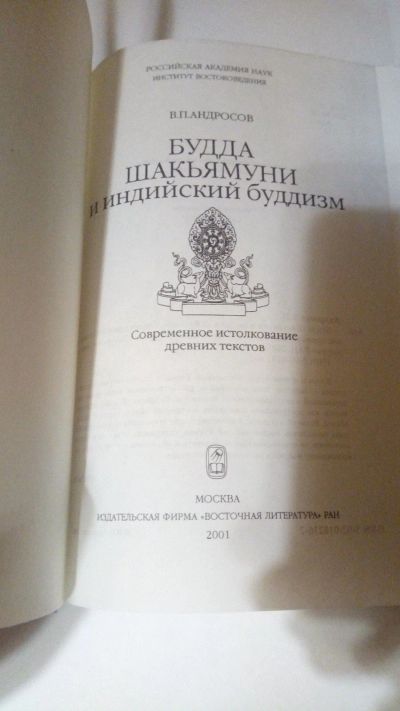 РОССИЙСКАЯ АКАДЕМИЯ НАУК
ИНСТИТУТ ВОСТОКОВЕДЕНИЯ
В.П.АНДРОСОВ
БУДДА
ШАКЬЯМУНИ
И ИНДИЙСКИЙ БУДДИЗМ
Современное истолкование
древних текстов
МОСКВА
ИЗДАТЕЛЬСКАЯ ФИРМА «ВОСТОЧНАЯ ЛИТЕРАТУРА» РАН
2001